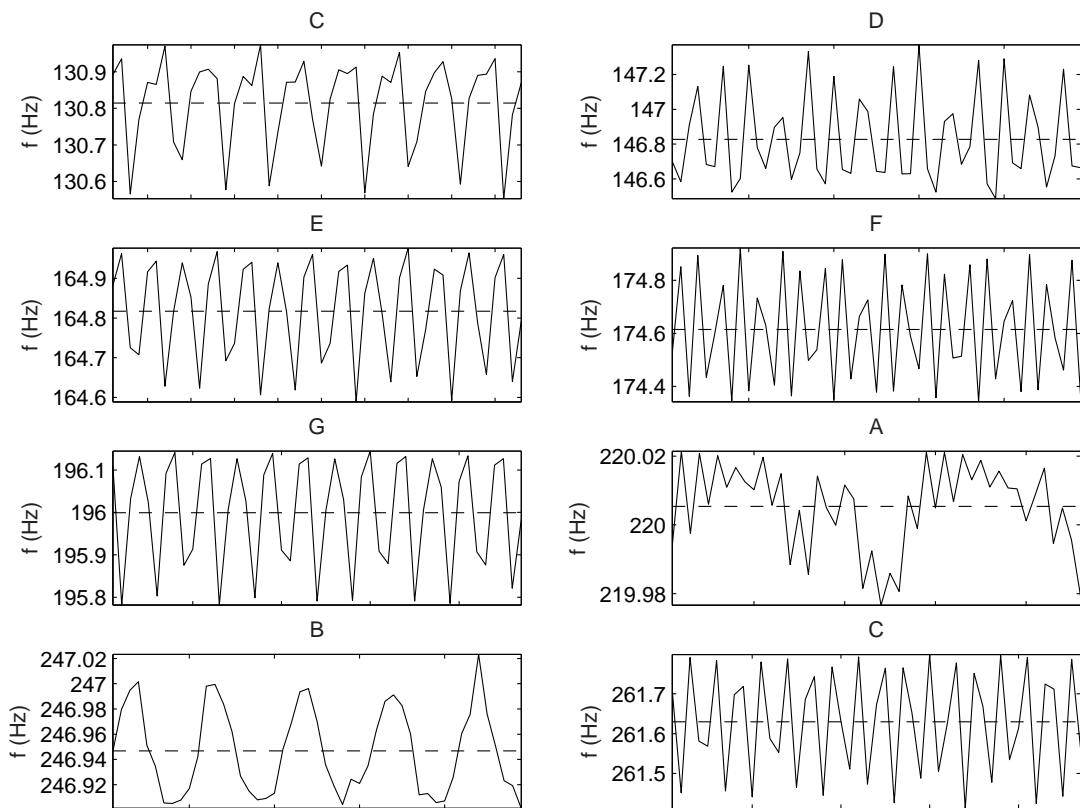 C
130.9
130.8
130.7
130.6
f (Hz)
D
147.2
147
146.8
146.6
f (Hz)
E
164.9
164.8
164.7
164.6
f (Hz)
F
174.8
174.6
174.4
f (Hz)
G
196.1
196
195.9
195.8
f (Hz)
A
220.02
220
219.98
f (Hz)
B
247.02
247
246.98
246.96
246.94
246.92
f (Hz)
C
261.7
261.6
261.5
f (Hz)